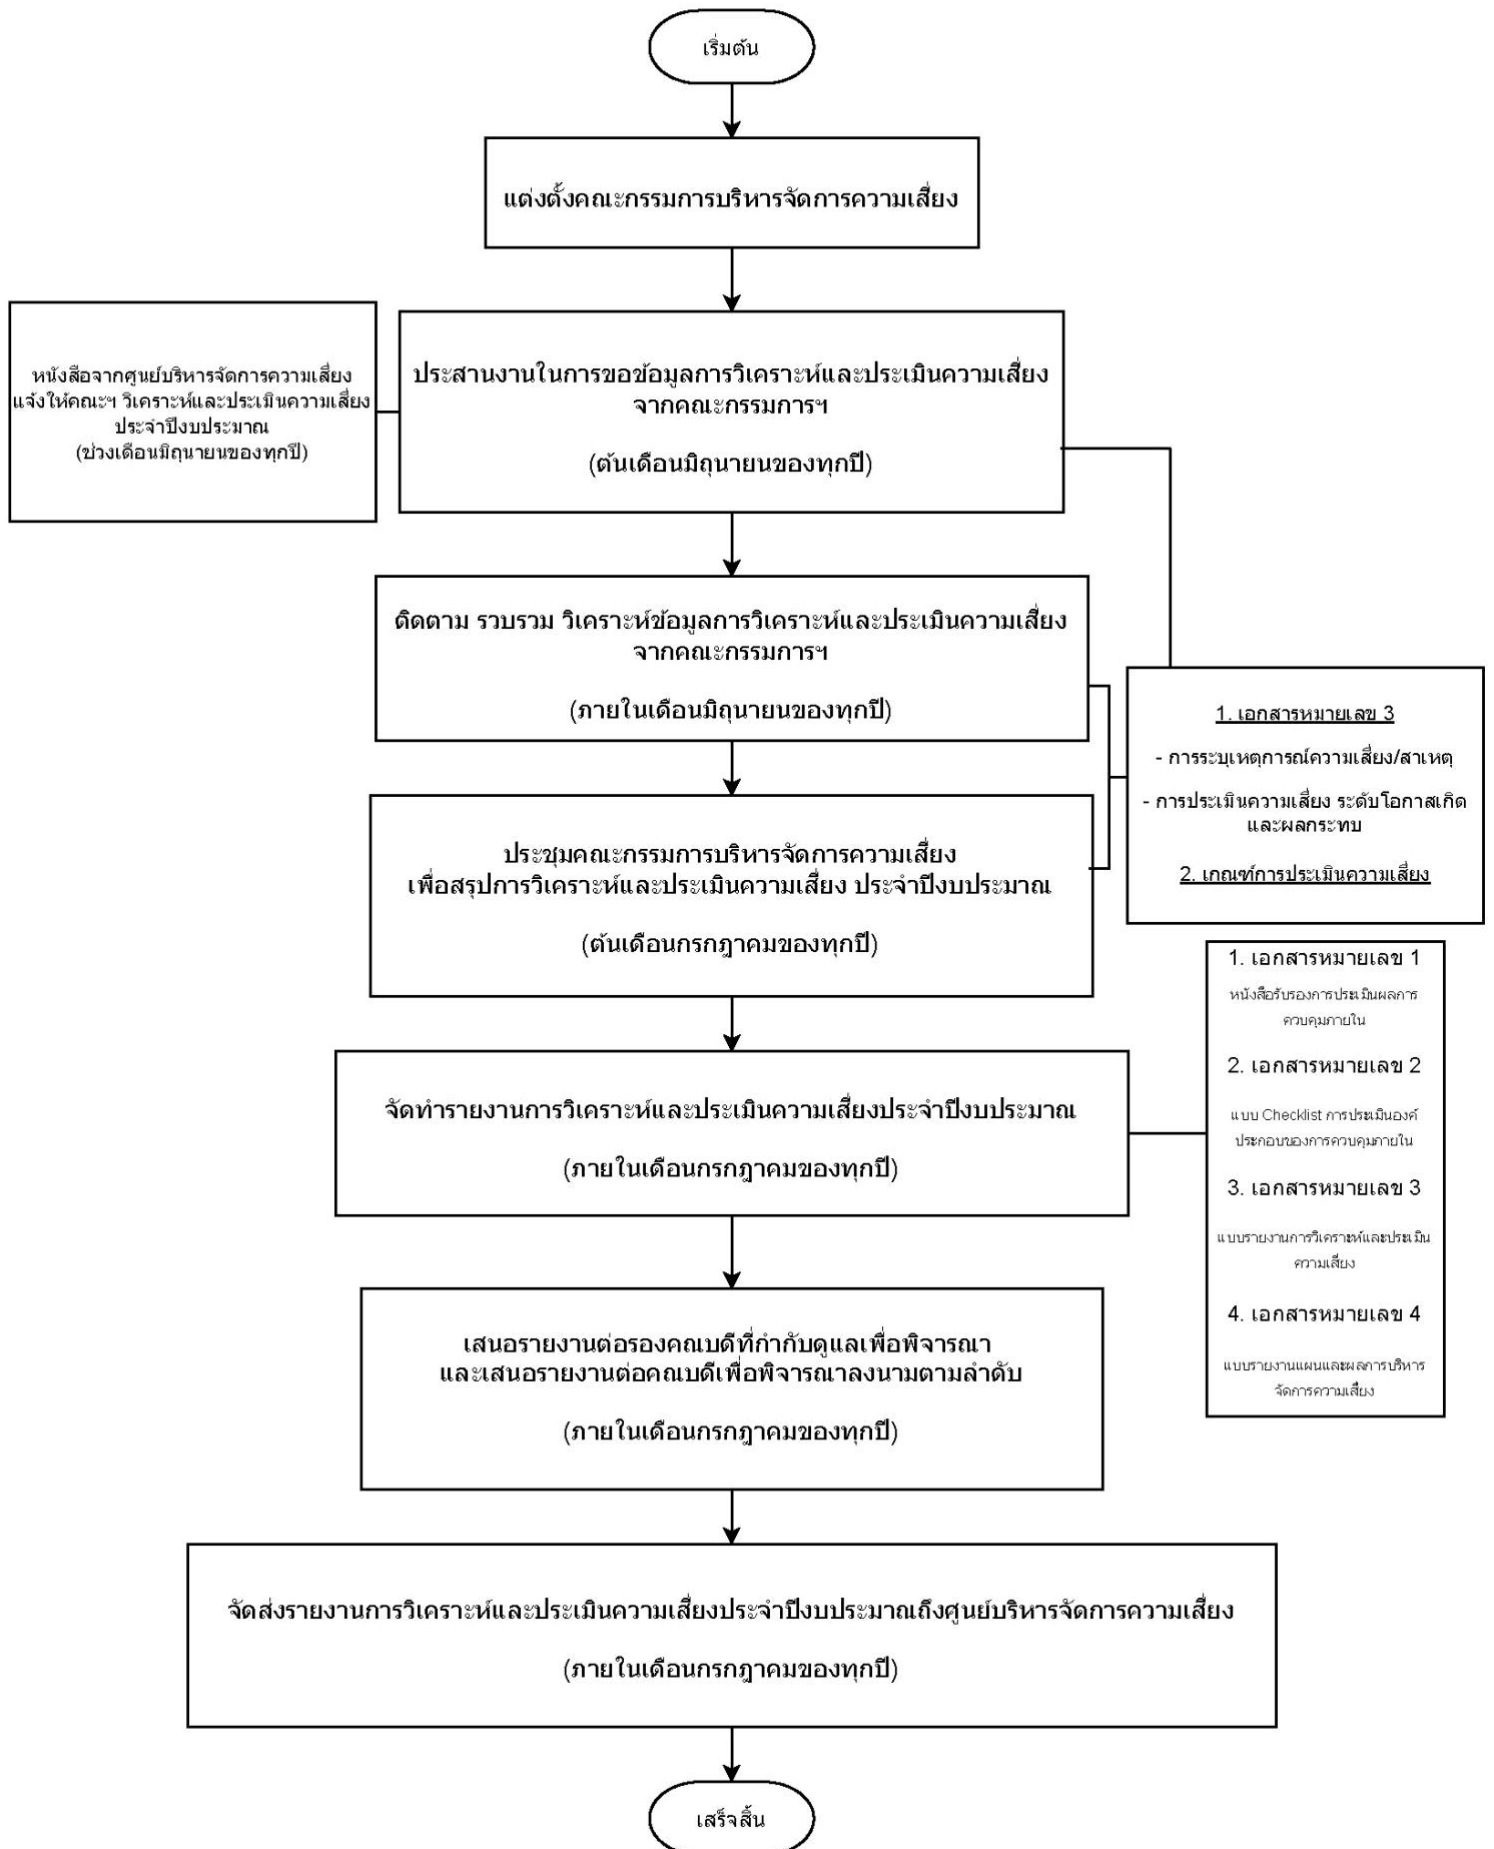 เริ่มต้น
แต่งตั้งคณะกรรมการบริหารจัดการความเสี่ยง
หนังสือจากศูนย์บริหารจัดการความเสี่ยง
แจ้งให้คณะฯ วิเคราะห์และประเมินความเสี่ยง
ประจำปีงบประมาณ
(ช่วงเดือนมิถุนายนของทุกปี)
ประสานงานในการขอข้อมูลการวิเคราะห์และประเมินความเสี่ยง
จากคณะกรรมการฯ
(ต้นเดือนมิถุนายนของทุกปี)
ติดตาม รวบรวม วิเคราะห์ข้อมูลการวิเคราะห์และประเมินความเสี่ยง
จากคณะกรรมการฯ
(ภายในเดือนมิถุนายนของทุกปี)
1. เอกสารหมายเลข 3
- การระบุเหตุการณ์ความเสี่ยง/สาเหตุ
- การประเมินความเสี่ยง ระดับโอกาสเกิด
และผลกระทบ
2. เกณฑ์การประเมินความเสี่ยง
ประชุมคณะกรรมการบริหารจัดการความเสี่ยง
เพื่อสรุปการวิเคราะห์และประเมินความเสี่ยง ประจำปีงบประมาณ
(ต้นเดือนกรกฎาคมของทุกปี)
1. เอกสารหมายเลข 1
หนังสือรับรองการประเมินผลการ
ควบคุมภายใน
2. เอกสารหมายเลข 2
แบบ Checklist การประเมินองค์
ประกอบของการควบคุมภายใน
3. เอกสารหมายเลข 3
แบบรายงานการวิเคราะห์และประเมิน
ความเสี่ยง
4. เอกสารหมายเลข 4
แบบรายงานแผนและผลการบริหาร
จัดการความเสี่ยง
จัดทำรายงานการวิเคราะห์และประเมินความเสี่ยงประจำปีงบประมาณ
(ภายในเดือนกรกฎาคมของทุกปี)
เสนอรายงานต่อรองคณบดีที่กำกับดูแลเพื่อพิจารณา
และเสนอรายงานต่อคณบดีเพื่อพิจารณาลงนามตามลำดับ
(ภายในเดือนกรกฎาคมของทุกปี)
จัดส่งรายงานการวิเคราะห์และประเมินความเสี่ยงประจำปีงบประมาณถึงศูนย์บริหารจัดการความเสี่ยง
(ภายในเดือนกรกฎาคมของทุกปี)
เสร็จสิ้น